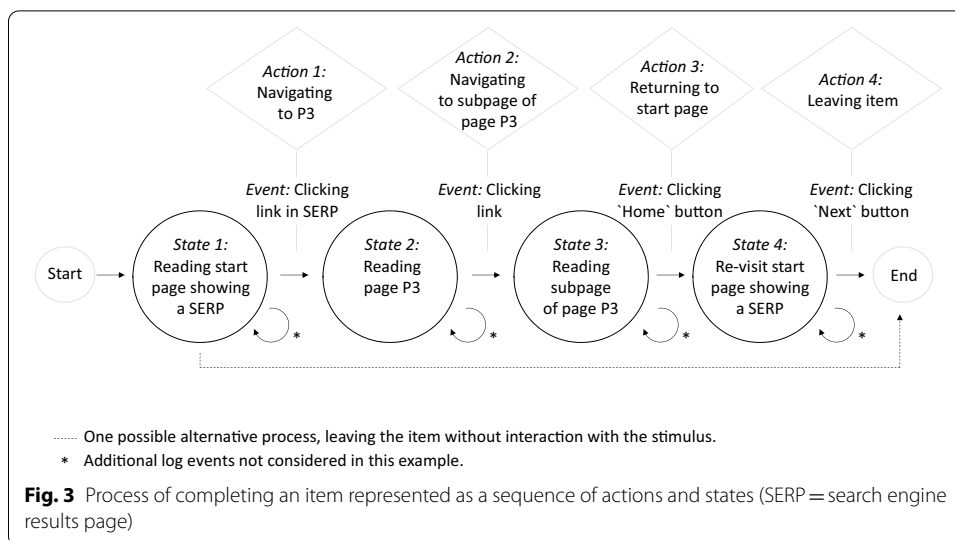 Action 1:
Navigating
to P3
Action 2:
Navigating
to subpage of
page P3
Action 3:
Returning to
start page
Action 4:
Leaving item
Event: Clicking
link in SERP
Event: Clicking
link
Event: Clicking
`Home` button
Event: Clicking
`Next` button
Start
State 1:
Reading start
page showing
a SERP
*
State 2:
Reading
page P3
*
State 3:
Reading
subpage
of page P3
*
State 4:
Re-visit start
page showing
a SERP
*
End
One possible alternative process, leaving the item without interaction with the stimulus.
* Additional log events not considered in this example.
Fig. 3 Process of completing an item represented as a sequence of actions and states (SERP = search engine
results page)